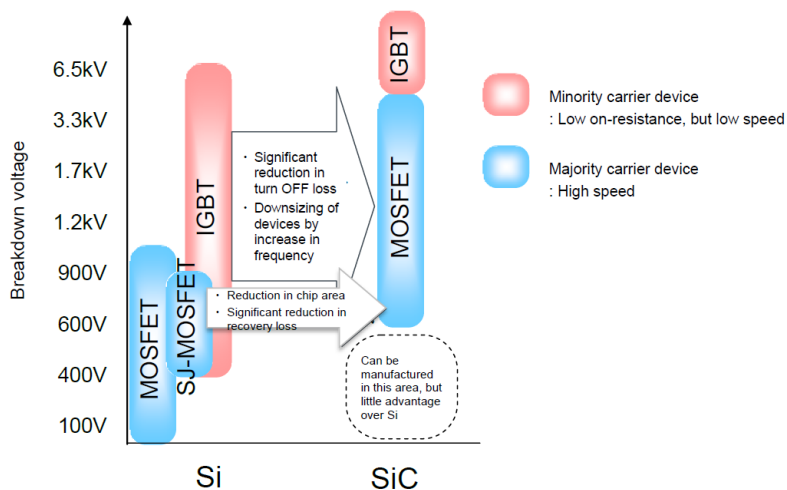 Breakdown voltage
6.5kV
3.3kV
1.7kV
1.2kV
900V
600V
400V
100V
MOSFET
SJ-MOSFET
IGBT
・ Significant
reduction in
turn OFF loss
・ Downsizing of
devices by
increase in
frequency
・ Reduction in chip area
・ Significant reduction in
recovery loss
IGBT
MOSFET
Can be
manufactured
in this area, but
little advantage
over Si
Si
SiC
Minority carrier device
: Low on-resistance, but low speed
Majority carrier device
: High speed